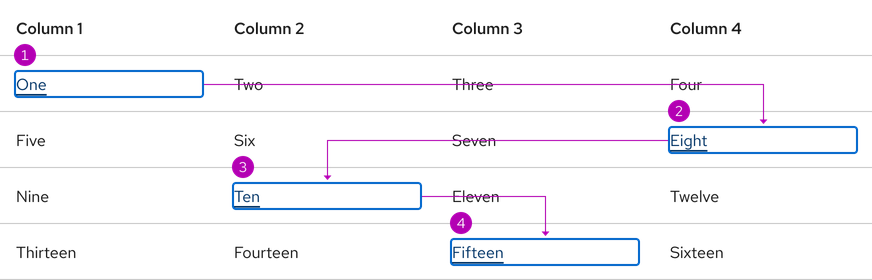 Column 1 Column 2 Column 3 Column 4
1
One Two Three Four
2
Five Six Seven Eight
3
Nine Ten Eleven Twelve
4
Thirteen Fourteen Fifteen Sixteen